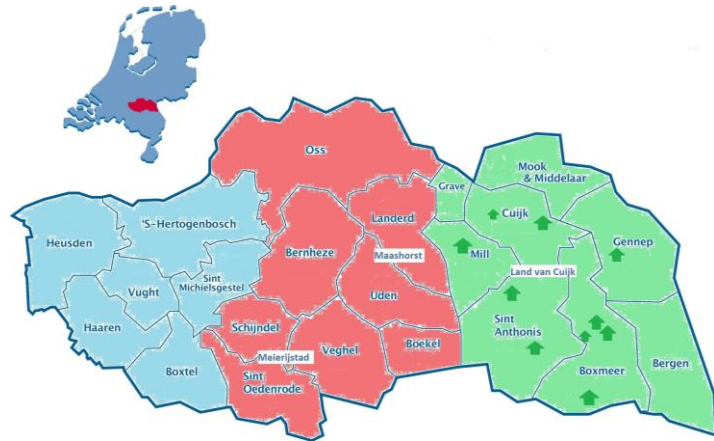 Oss
Mook
& Middelaar
Grave
Cuijk
Landerd
'S-Hertogenbosch
Heusden
Bernheze
Maashorst
Mill
Gennep
Land van Cuijk
Sint
Michielsgestel
Vught
Uden
Haaren
Schijndel
Sint
Anthonis
Boekel
Veghel
Meierijstad
Boxtel
Sint
Oedenrode
Boxmeer
Bergen